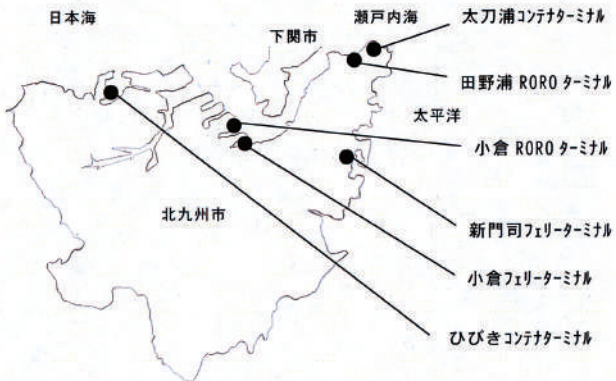 日本海
瀬戸内海
太刀浦コンテナターミナル
下関市
田野浦 RORO ターミナル
太平洋
小倉 RORO ターミナル
北九州市
新門司フェリーターミナル
小倉フェリーターミナル
ひびきコンテナターミナル